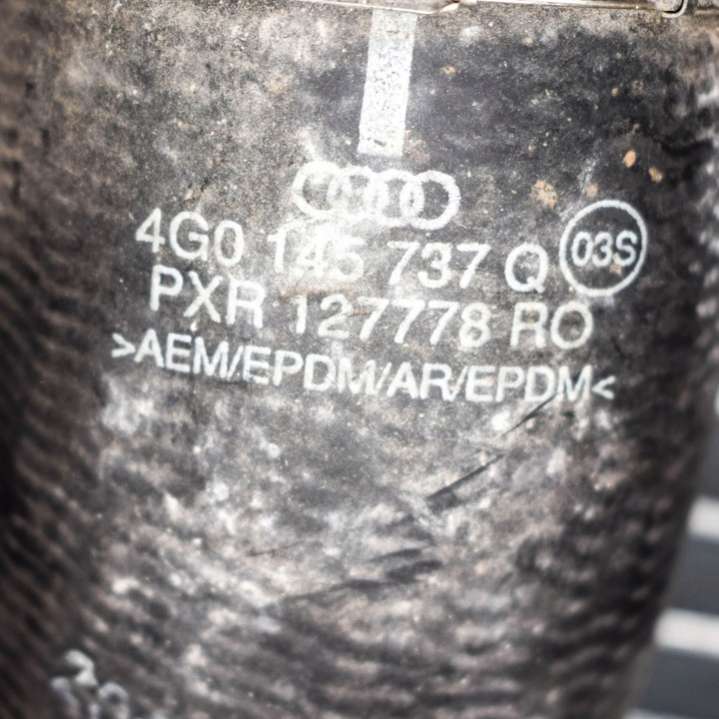 4G0 145 737 Q 03S
PXR 127778 RO
>AEM/EPDM/AR/EPDM<